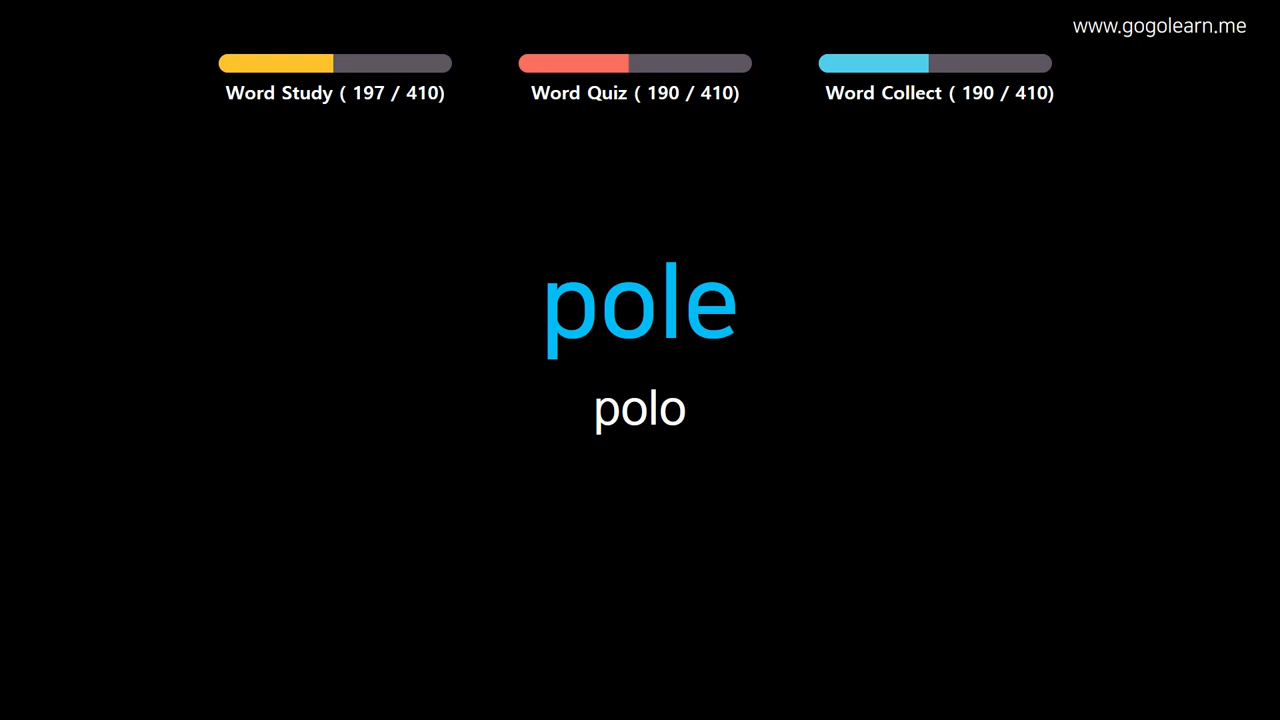 www.gogolearn.me
Word Study ( 197 / 410)
Word Quiz ( 190 / 410)
Word Collect ( 190 / 410)
pole
polo